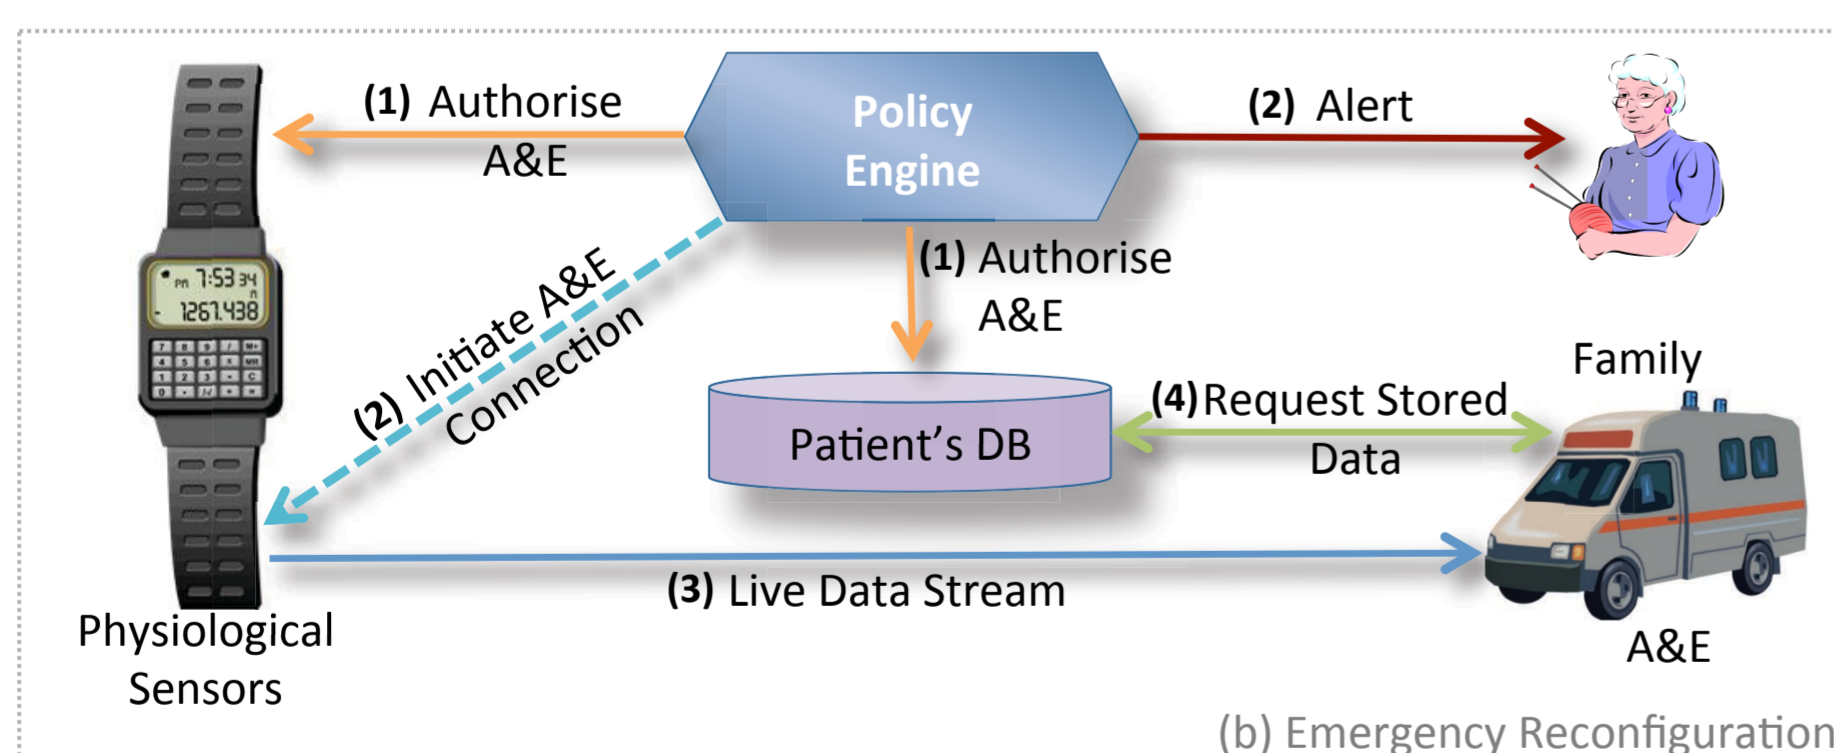 (1) Authorise
A&E
Policy
Engine
(2) Alert
(1) Authorise
A&E
(2) Initiate A&E
Connection
PM 7:53 34
1267.438
Family
Patient's DB
(4) Request Stored
Data
(3) Live Data Stream
Physiological
Sensors
A&E
(b) Emergency Reconfiguration